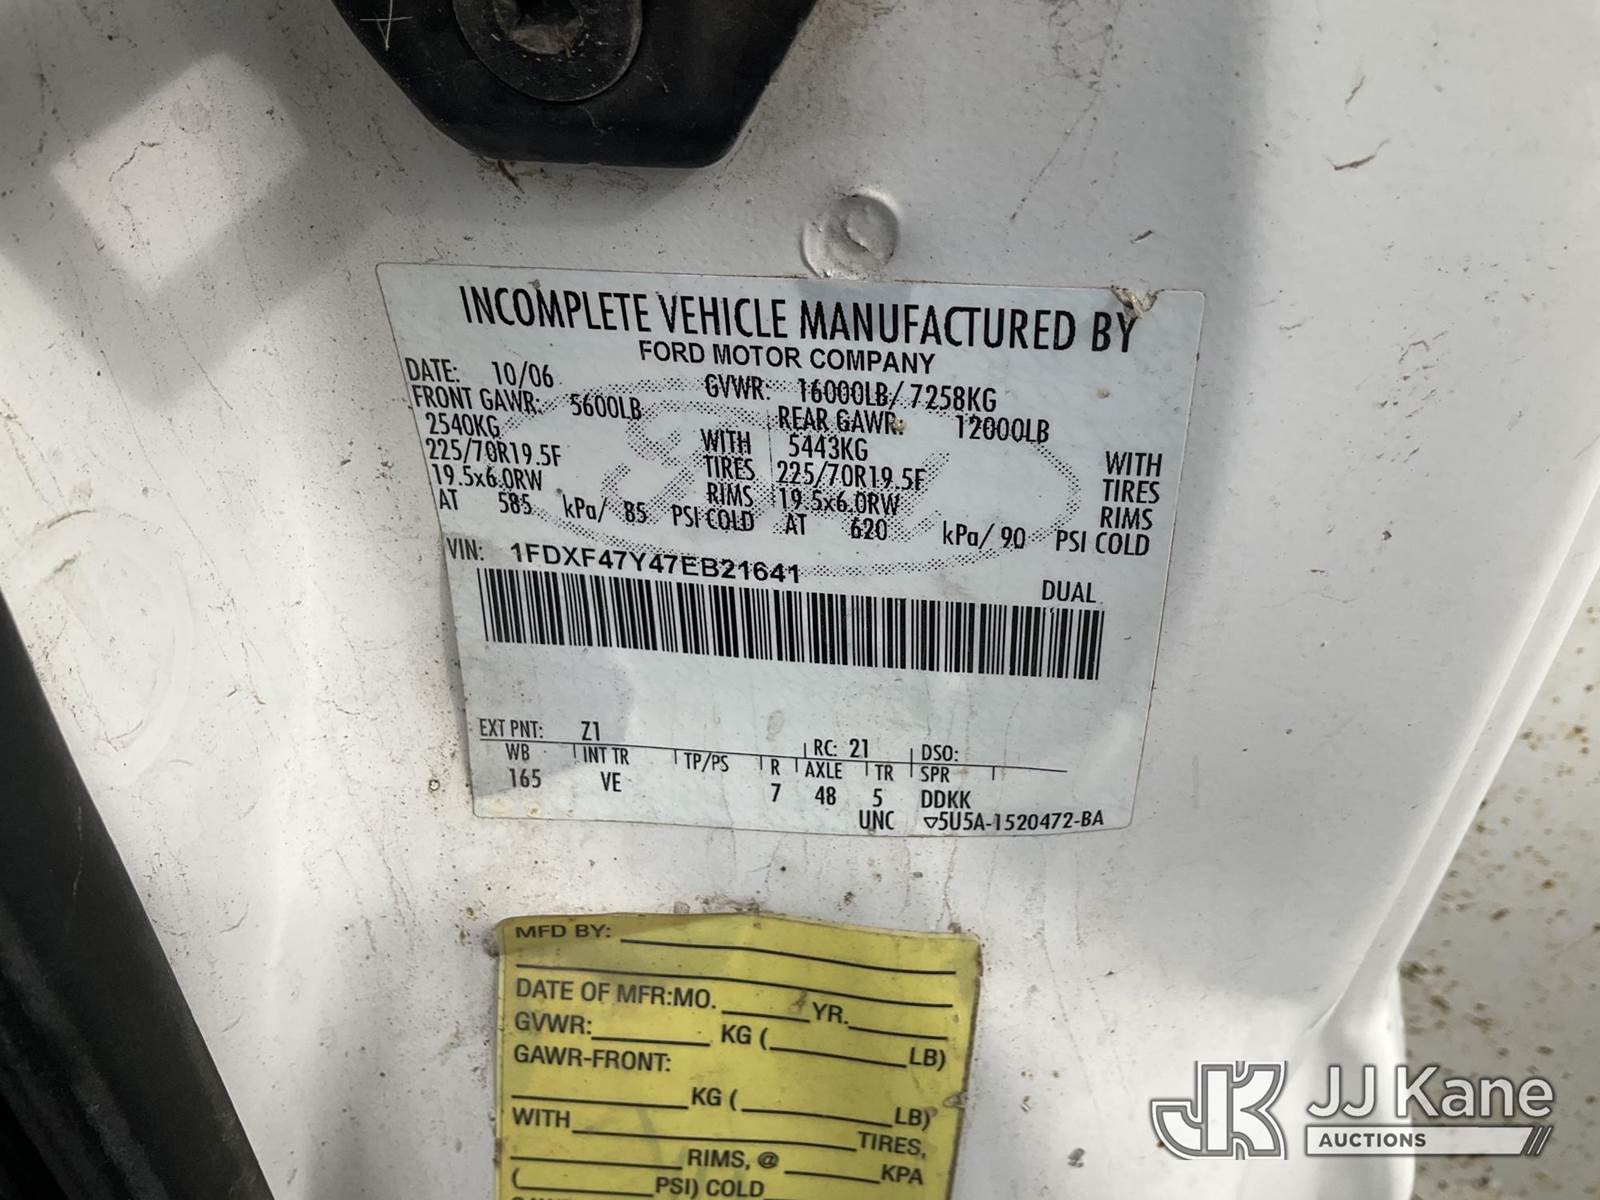 INCOMPLETE VEHICLE MANUFACTURED BY
FORD MOTOR COMPANY
DATE: 10/06 GVWR: 16000LB/ 7258KG
FRONT GAWR: 5600LB REAR GAWR: 12000LB
2540KG WITH 5443KG WITH
225/70R19.5F TIRES 225/70R19.5F TIRES
19.5x6.0RW RIMS 19.5x6.0RW RIMS
AT 585 kPa/ 85 PSI COLD AT 620 kPa/ 90 PSI COLD
VIN: 1FDXF47Y47EB21641
DUAL
EXT PNT: Z1 RC: 21 DSO:
WB INT TR TP/PS R AXLE TR SPR
165 VE 7 48 5 DDKK
UNC ▽5U5A-1520472-BA
MFD BY:
DATE OF MFR:MO. YR.
GVWR: KG ( LB)
GAWR-FRONT:
KG ( LB)
WITH TIRES,
RIMS, @ KPA
( PSI) COLD
JK JJ Kane
AUCTIONS